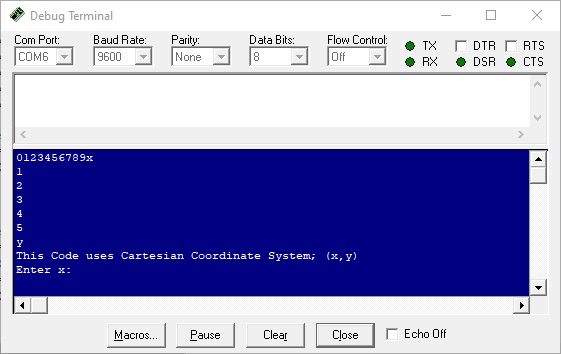 Debug Terminal
Com Port: Baud Rate: Parity: Data Bits: Flow Control:
COM6 9600 None 8 Off
TX DTR RTS
RX DSR CTS
0123456789x
1
2
3
4
5
y
This Code uses Cartesian Coordinate System; (x,y)
Enter x:
Macros... Pause Clear Close Echo Off